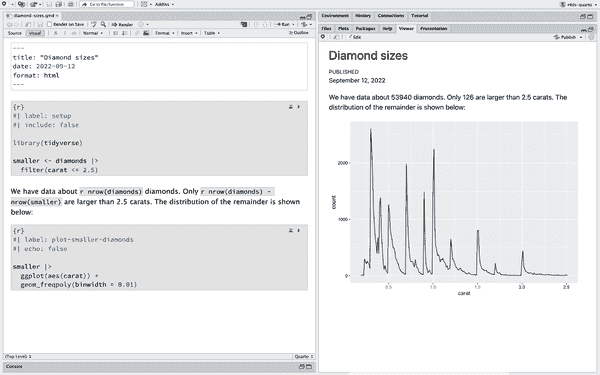 Go to file/function
Addins
r4ds-quarto
diamond-sizes.qmd
Render on Save
Render
Run
Source
Visual
B
I
Normal
Format
Insert
Table
Outline
---
title: "Diamond sizes"
date: 2022-09-12
format: html
---
{r}
#| label: setup
#| include: false
library(tidyverse)
smaller <- diamonds |>
filter(carat <= 2.5)
We have data about r nrow(diamonds) diamonds. Only r nrow(diamonds) -
nrow(smaller) are larger than 2.5 carats. The distribution of the remainder is shown
below:
{r}
#| label: plot-smaller-diamonds
#| echo: false
smaller |>
ggplot(aes(carat)) +
geom_freqpoly(binwidth = 0.01)
(Top Level)
Quarto
Console
Environment History Connections Tutorial
Files Plots Packages Help Viewer Presentation
Edit
Publish
Diamond sizes
PUBLISHED
September 12, 2022
We have data about 53940 diamonds. Only 126 are larger than 2.5 carats. The
distribution of the remainder is shown below:
2000
1000
0
count
0.5 1.0 1.5 2.0 2.5
carat